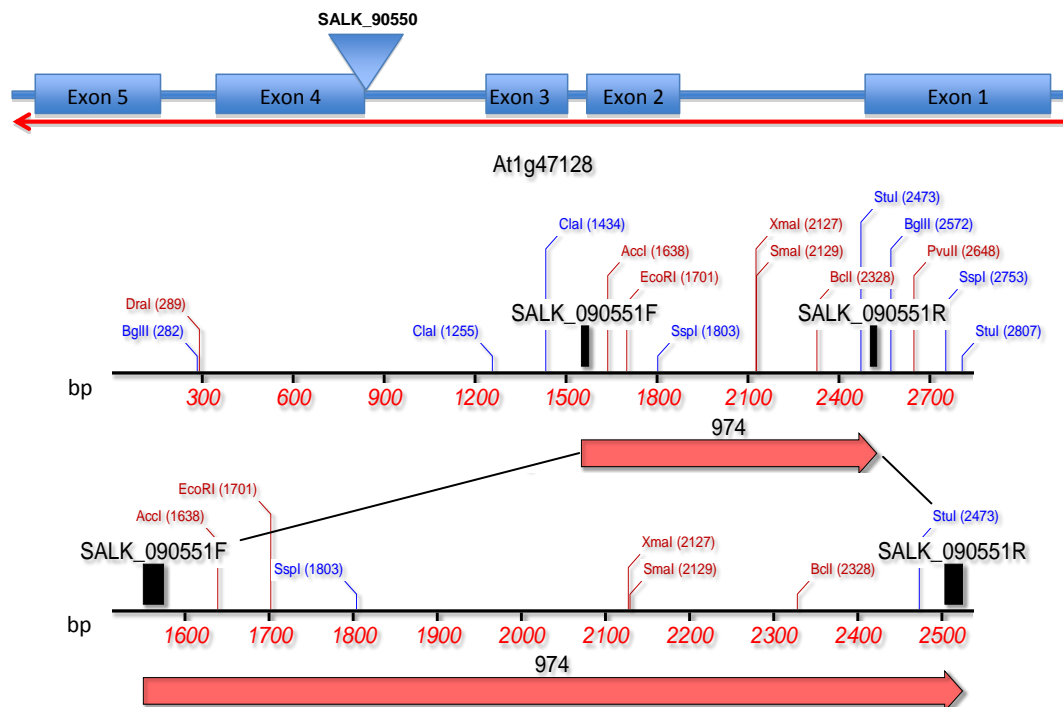 SALK_90550
Exon 5 Exon 4 Exon 3 Exon 2 Exon 1
At1g47128
StuI (2473)
ClaI (1434) XmaI (2127) BglII (2572)
AccI (1638) SmaI (2129) PvuII (2648)
EcoRI (1701) BclI (2328) SspI (2753)
DraI (289) SALK_090551F SALK_090551R
BglII (282) ClaI (1255) SspI (1803) StuI (2807)
bp
300 600 900 1200 1500 1800 2100 2400 2700
974
EcoRI (1701)
AccI (1638) StuI (2473)
SALK_090551F XmaI (2127) SALK_090551R
SspI (1803) SmaI (2129) BclI (2328)
bp
1600 1700 1800 1900 2000 2100 2200 2300 2400 2500
974